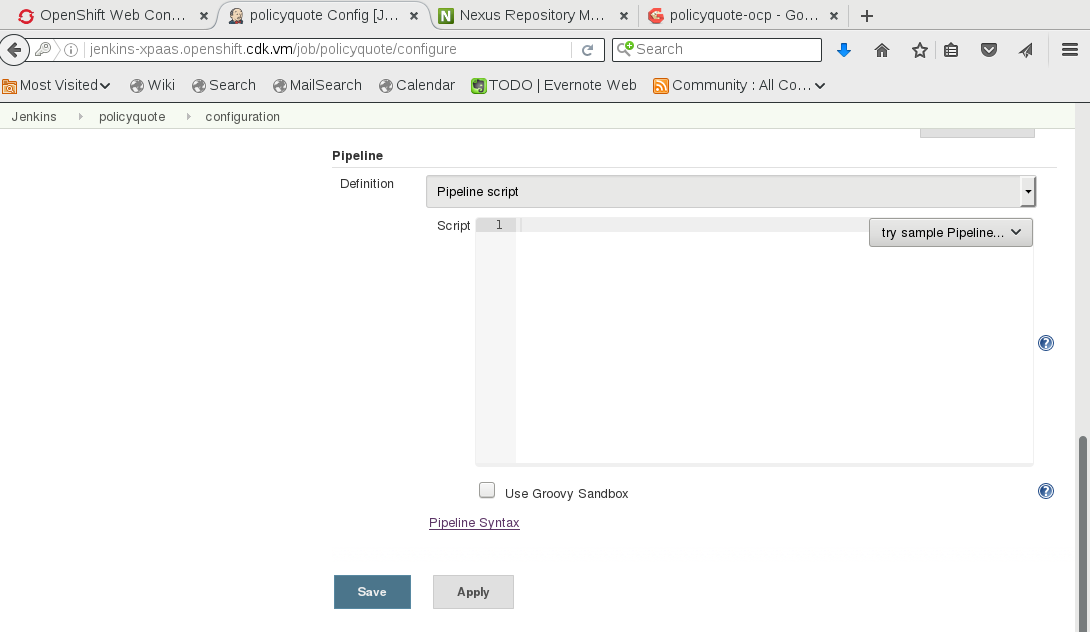 OpenShift Web Con... × policyquote Config [J... × Nexus Repository M... × policyquote-ocp - Go... ×
jenkins-xpaas.openshift.cdk.vm/job/policyquote/configure Search
Most Visited Wiki Search MailSearch Calendar TODO | Evernote Web Community : All Co...
Jenkins policyquote configuration
Pipeline
Definition Pipeline script
Script 1 try sample Pipeline...
Use Groovy Sandbox
Pipeline Syntax
Save Apply